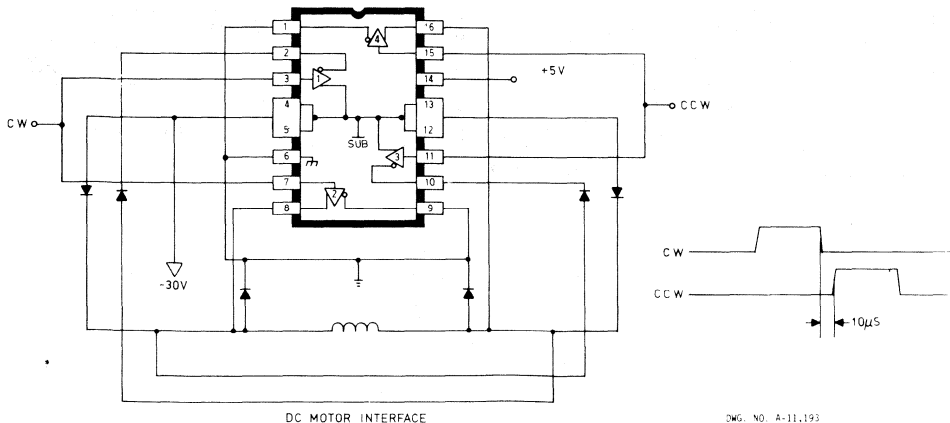 1
2
3
4
5
6
7
8
16
15
14
13
12
11
10
9
4
1
3
2
SUB
+5V
CW
CCW
-30V
CW
CCW
10µS
DC MOTOR INTERFACE
DWG. NO. A-11,193